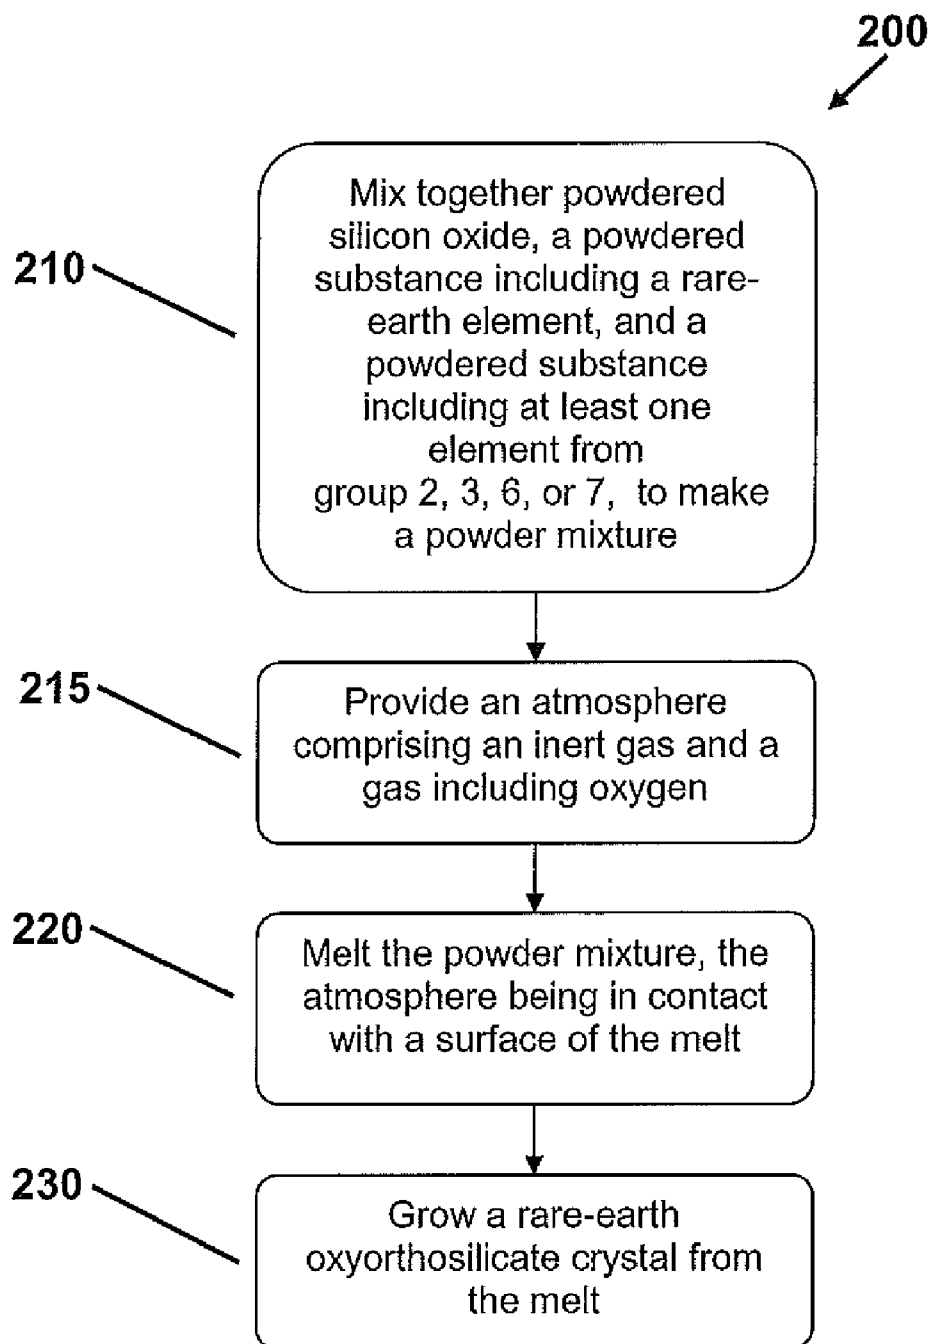 200
210
Mix together powdered
silicon oxide, a powdered
substance including a rare-
earth element, and a
powdered substance
including at least one
element from
group 2, 3, 6, or 7, to make
a powder mixture
215
Provide an atmosphere
comprising an inert gas and a
gas including oxygen
220
Melt the powder mixture, the
atmosphere being in contact
with a surface of the melt
230
Grow a rare-earth
oxyorthosilicate crystal from
the melt